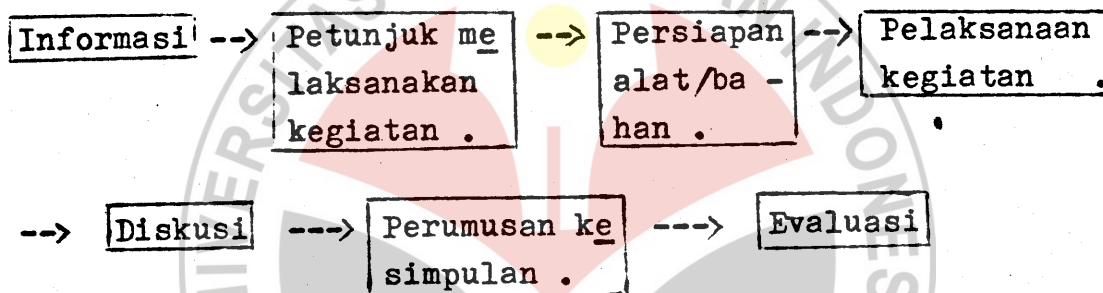 Informasi --> Petunjuk me --> Persiapan --> Pelaksanaan
laksanakan alat/ba - kegiatan .
kegiatan . han .
--> Diskusi ---> Perumusan ke ---> Evaluasi
simpulan .